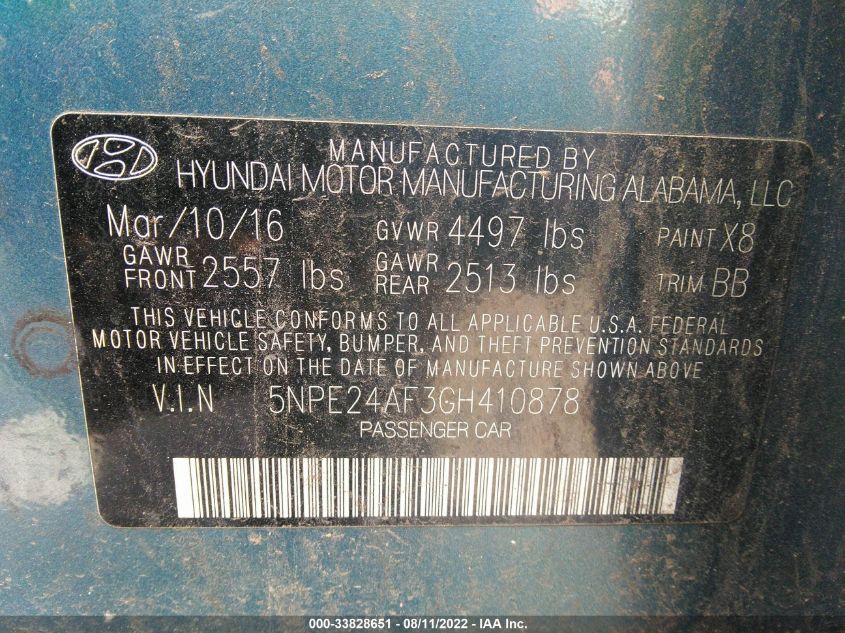 MANUFACTURED BY
HYUNDAI MOTOR MANUFACTURING ALABAMA, LLC
Mar/10/16 GVWR 4497 lbs PAINT X8
GAWR FRONT 2557 lbs GAWR REAR 2513 lbs TRIM BB
THIS VEHICLE CONFORMS TO ALL APPLICABLE U.S.A. FEDERAL
MOTOR VEHICLE SAFETY, BUMPER, AND THEFT PREVENTION STANDARDS
IN EFFECT ON THE DATE OF MANUFACTURE SHOWN ABOVE.
V.I.N 5NPE24AF3GH410878
PASSENGER CAR
000-33828651 - 08/11/2022 - IAA Inc.